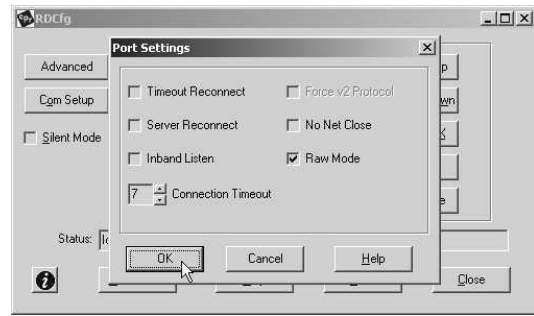 RDCfg
Port Settings
Advanced
Com Setup
Silent Mode
Timeout Reconnect
Force v2 Protocol
Server Reconnect
No Net Close
Inband Listen
Raw Mode
7 Connection Timeout
Status:
OK Cancel Help
Close